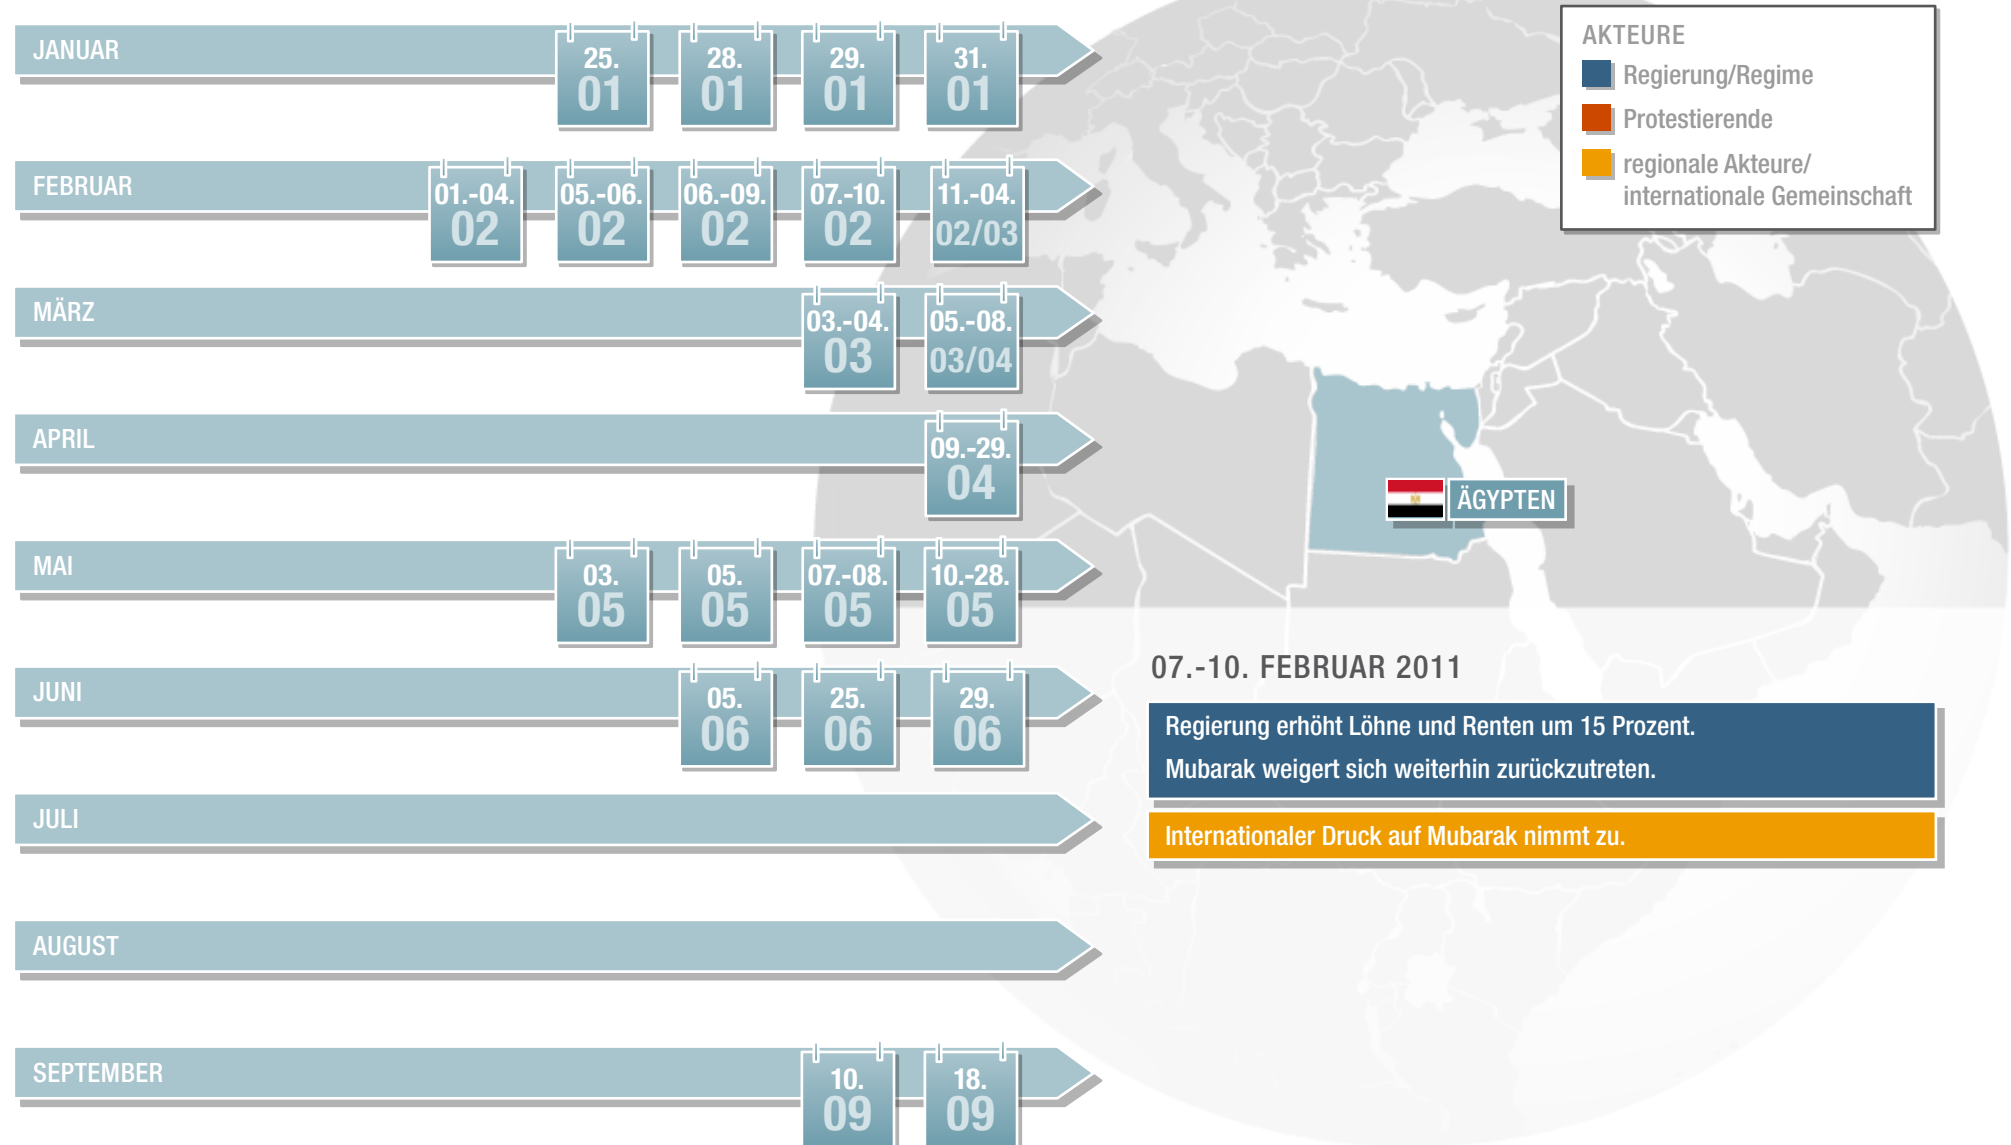 JANUAR
25.
01
28.
01
29.
01
31.
01
FEBRUAR
01.-04.
02
05.-06.
02
06.-09.
02
07.-10.
02
11.-04.
02/03
MÄRZ
03.-04.
03
05.-08.
03/04
APRIL
09.-29.
04
MAI
03.
05
05.
05
07.-08.
05
10.-28.
05
JUNI
05.
06
25.
06
29.
06
JULI
AUGUST
SEPTEMBER
10.
09
18.
09
AKTEURE
Regierung/Regime
Protestierende
regionale Akteure/
internationale Gemeinschaft
ÄGYPTEN
07.-10. FEBRUAR 2011
Regierung erhöht Löhne und Renten um 15 Prozent.
Mubarak weigert sich weiterhin zurückzutreten.
Internationaler Druck auf Mubarak nimmt zu.